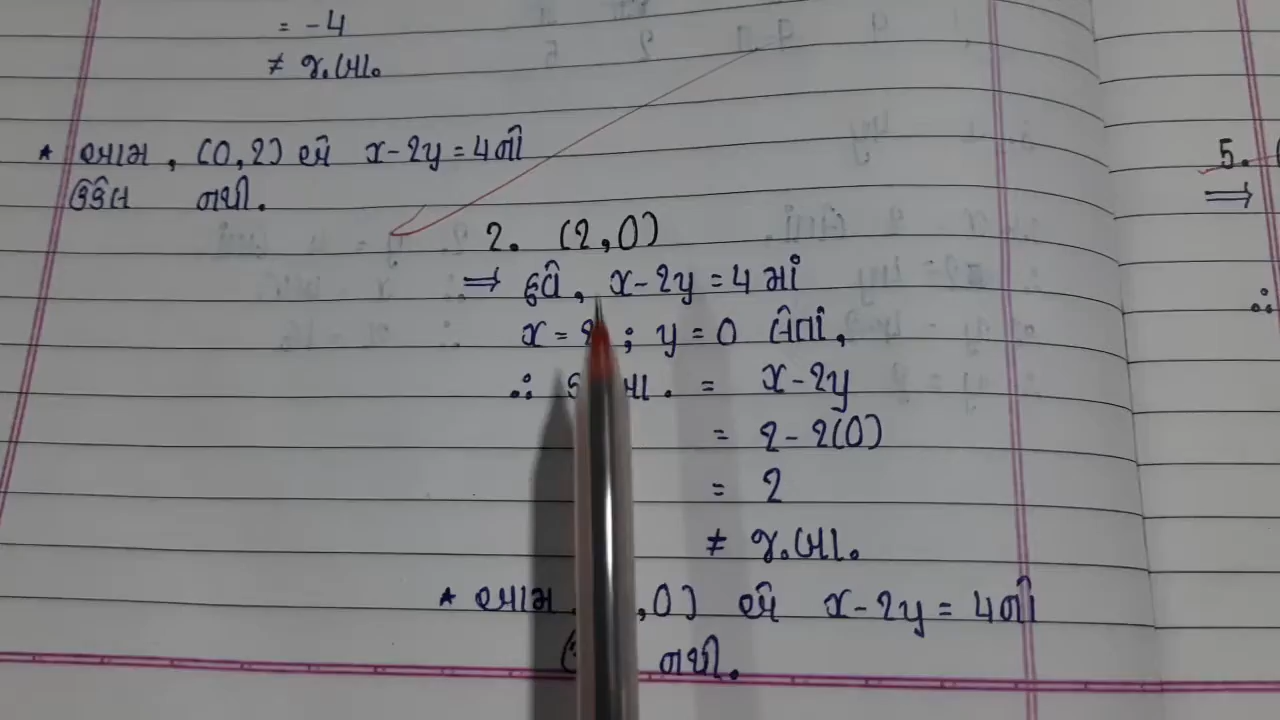 = -4
≠ જ.બા.
* આમ, (0,2) એ x-2y=4નો
ઉકેલ નથી.
2. (2,0)
⇒ હવે, x-2y=4 માં
x = 2 ; y = 0 લેતાં,
∴ ડ.બા. = x-2y
= 2-2(0)
= 2
≠ જ.બા.
* આમ ,0) એ x-2y=4નો
નથી.
5.
⇒
∴